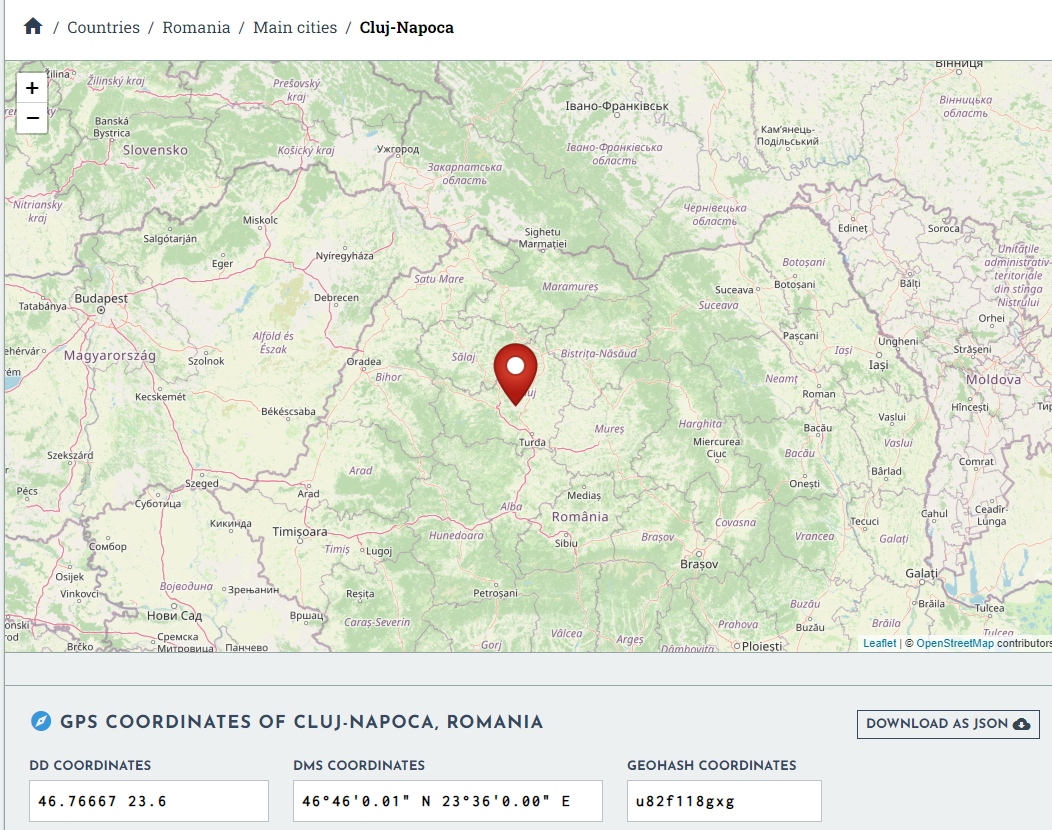 / Countries / Romania / Main cities / Cluj-Napoca
+
−
Žilina
Žilinský kraj
Prešovský kraj
Вінниця
Вінницька область
Івано-Франківськ
Banská Bystrica
Slovensko
Košický kraj
Ужгород
Івано-Франківська область
Кам'янець-Подільський
Закарпатська область
Nitriansky kraj
Чернівецька область
Miskolc
Salgótarján
Sighetu Marmației
Edineț
Soroca
Eger
Nyíregyháza
Unitățile administrativ-teritoriale din stînga Nistrului
Botoșani
Satu Mare
Maramureș
Suceava
Botoșani
Bălți
Tatabánya
Budapest
Debrecen
Suceava
Orhei
Alföld és Észak
Pașcani
Ungheni
Strășeni
ehérvár
Magyarország
Szolnok
Oradea
Sălaj
Bistrița-Năsăud
Iași
Iași
rém
Bihor
Neamț
Moldova
Kecskemét
uj
Roman
Hîncești
Békéscsaba
Mureș
Harghita
Bacău
Vaslui
Turda
Miercurea Ciuc
Vaslui
Szekszárd
Bacău
Comrat
Arad
Bârlad
Pécs
Szeged
Arad
Mediaș
Onești
Суботица
Alba
România
Cahul
Ceadîr Lunga
Кикинда
Timișoara
Hunedoara
Covasna
Tecuci
Сомбор
Timiș
Lugoj
Sibiu
Brașov
Vrancea
Galați
Osijek
Brașov
Galați
Војводина
Зрењанин
Reșița
Petroșani
Vinkovci
Buzău
Brăila
Tulcea
Нови Сад
Вршац
Caraș-Severin
Vâlcea
Argeș
Prahova
Buzău
Brăila
Tulcea
Brčko
Сремска Митровица
Панчево
Gorj
Dâmbovița
Ploiești
Leaflet | © OpenStreetMap contributors
GPS COORDINATES OF CLUJ-NAPOCA, ROMANIA
DOWNLOAD AS JSON
DD COORDINATES
DMS COORDINATES
GEOHASH COORDINATES
46.76667 23.6
46°46'0.01" N 23°36'0.00" E
u82f118gxg